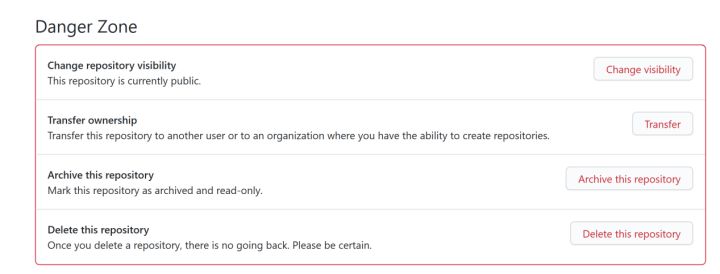 Danger Zone
Change repository visibility
This repository is currently public.
Change visibility
Transfer ownership
Transfer this repository to another user or to an organization where you have the ability to create repositories.
Transfer
Archive this repository
Mark this repository as archived and read-only.
Archive this repository
Delete this repository
Once you delete a repository, there is no going back. Please be certain.
Delete this repository